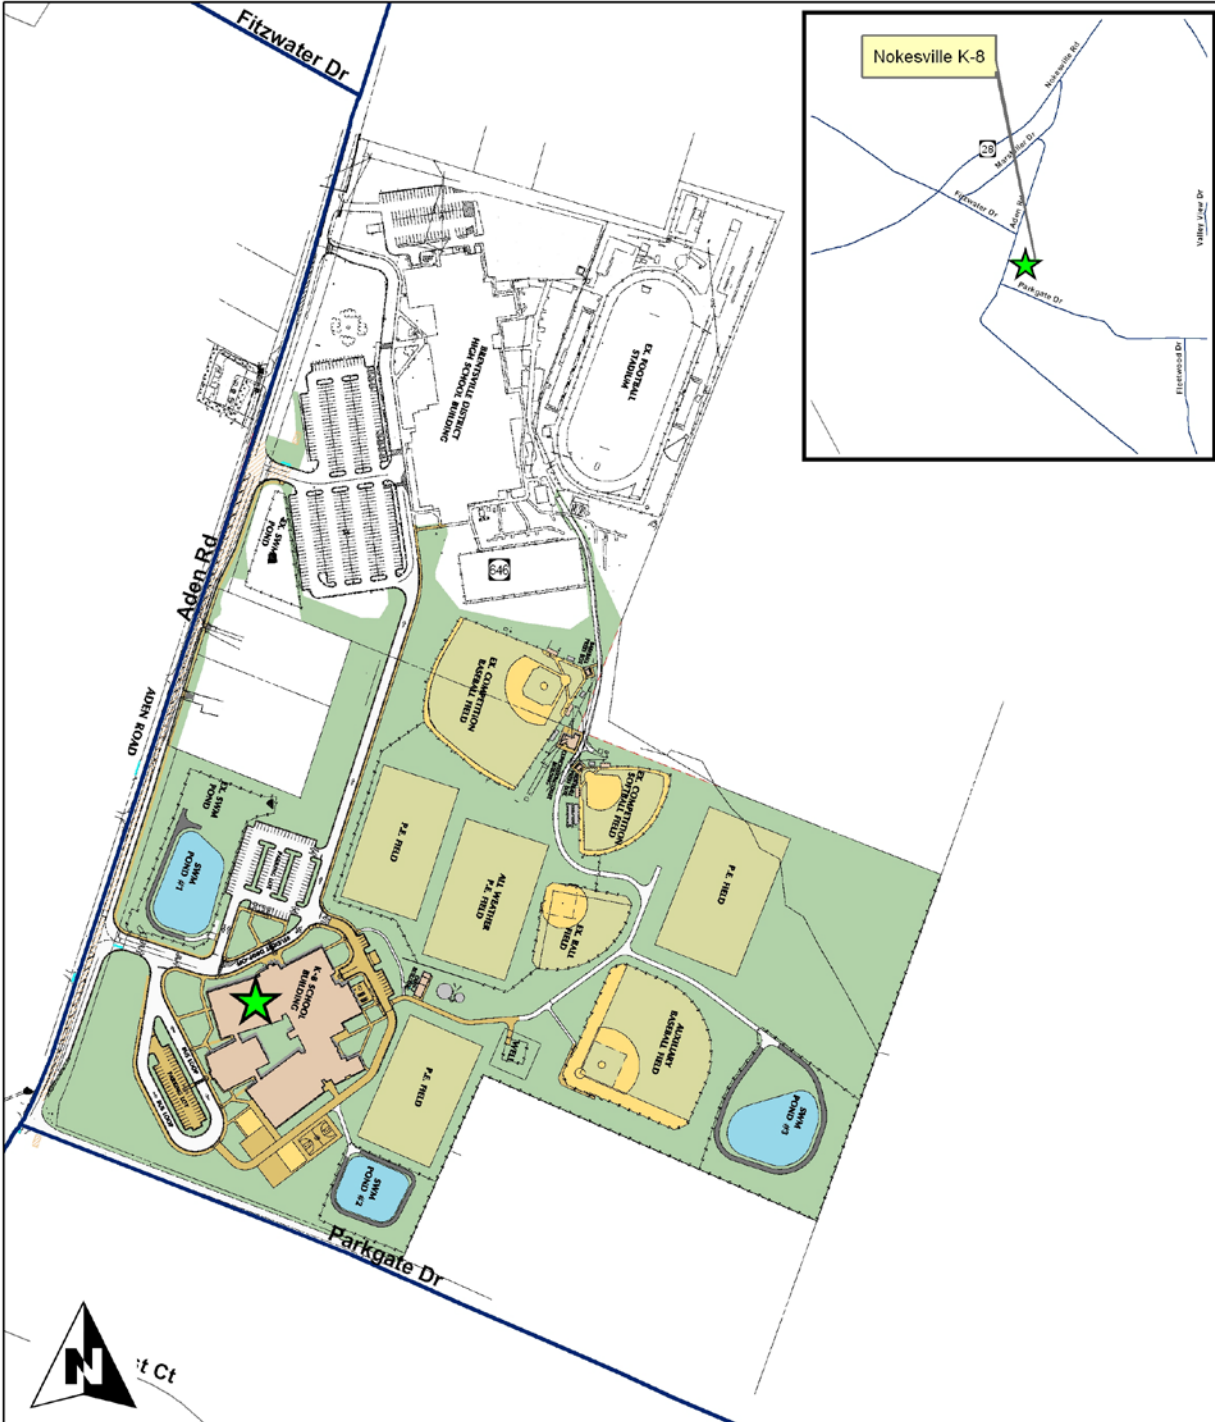 Fitzwater Dr
Nokesville K-8
Nokesville Rd
28
Marsteller Dr
Fitzwater Dr
Aden Rd
Valley View Dr
Parkgate Dr
Fleetwood Dr
BRENTSVILLE DISTRICT
HIGH SCHOOL BUILDING
EX. FOOTBALL
STADIUM
EX. SWM
POND
Aden Rd
646
EX. COMPETITION
BASEBALL FIELD
ADEN ROAD
EX. COMPETITION
SOFTBALL FIELD
EX. SWM
POND
SWM
POND #1
P.E. FIELD
ALL WEATHER
P.E. FIELD
P.E. FIELD
EX. BALL
FIELD
STUDENT DROP-OFF
K-8 SCHOOL
BUILDING
WELL
AUXILIARY
BASEBALL FIELD
P.E. FIELD
SWM
POND #3
SWM
POND #2
Parkgate Dr
N
t Ct